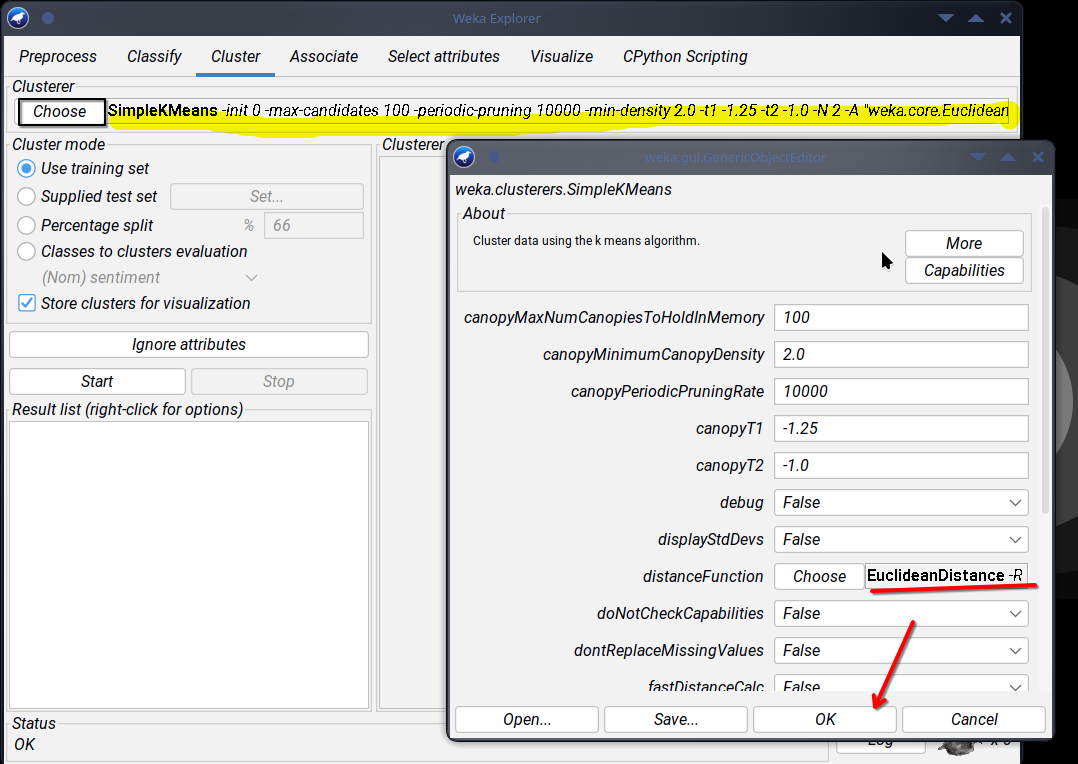 Weka Explorer
Preprocess Classify Cluster Associate Select attributes Visualize CPython Scripting
Clusterer
Choose SimpleKMeans -init 0 -max-candidates 100 -periodic-pruning 10000 -min-density 2.0 -t1 -1.25 -t2 -1.0 -N 2 -A "weka.core.Euclidean
Cluster mode
Use training set
Supplied test set Set...
Percentage split % 66
Classes to clusters evaluation
(Nom) sentiment
Store clusters for visualization
Ignore attributes
Start Stop
Result list (right-click for options)
Status
OK
Clusterer
weka.gui.GenericObjectEditor
weka.clusterers.SimpleKMeans
About
Cluster data using the k means algorithm.
More
Capabilities
canopyMaxNumCanopiesToHoldInMemory 100
canopyMinimumCanopyDensity 2.0
canopyPeriodicPruningRate 10000
canopyT1 -1.25
canopyT2 -1.0
debug False
displayStdDevs False
distanceFunction Choose EuclideanDistance -R
doNotCheckCapabilities False
dontReplaceMissingValues False
fastDistanceCalc False
Open... Save... OK Cancel
Log x 0